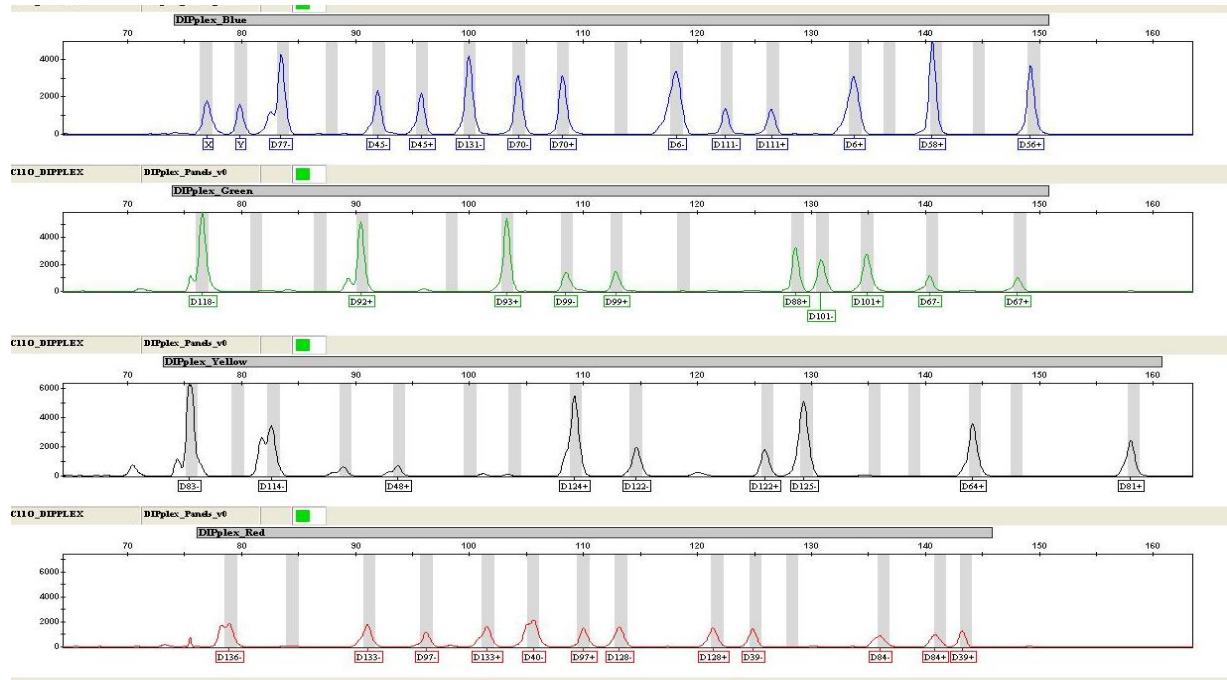 DIPplex_Blue
70 80 90 100 110 120 130 140 150 160
4000
2000
0
X Y D77- D45- D45+ D131- D70- D70+ D6- D111- D111+ D6+ D58+ D56+
C110_DIPPLEX DIPplex_Panels_v0
DIPplex_Green
70 80 90 100 110 120 130 140 150 160
4000
2000
0
D118- D92+ D93+ D99- D99+ D88+ D101+ D67- D67+
D101-
C110_DIPPLEX DIPplex_Panels_v0
DIPplex_Yellow
70 80 90 100 110 120 130 140 150 160
6000
4000
2000
0
D83- D114- D48+ D124+ D122- D122+ D125- D64+ D81+
C110_DIPPLEX DIPplex_Panels_v0
DIPplex_Red
70 80 90 100 110 120 130 140 150 160
6000
4000
2000
0
D136- D133- D97- D133+ D40- D97+ D128- D128+ D39- D84- D84+ D39+